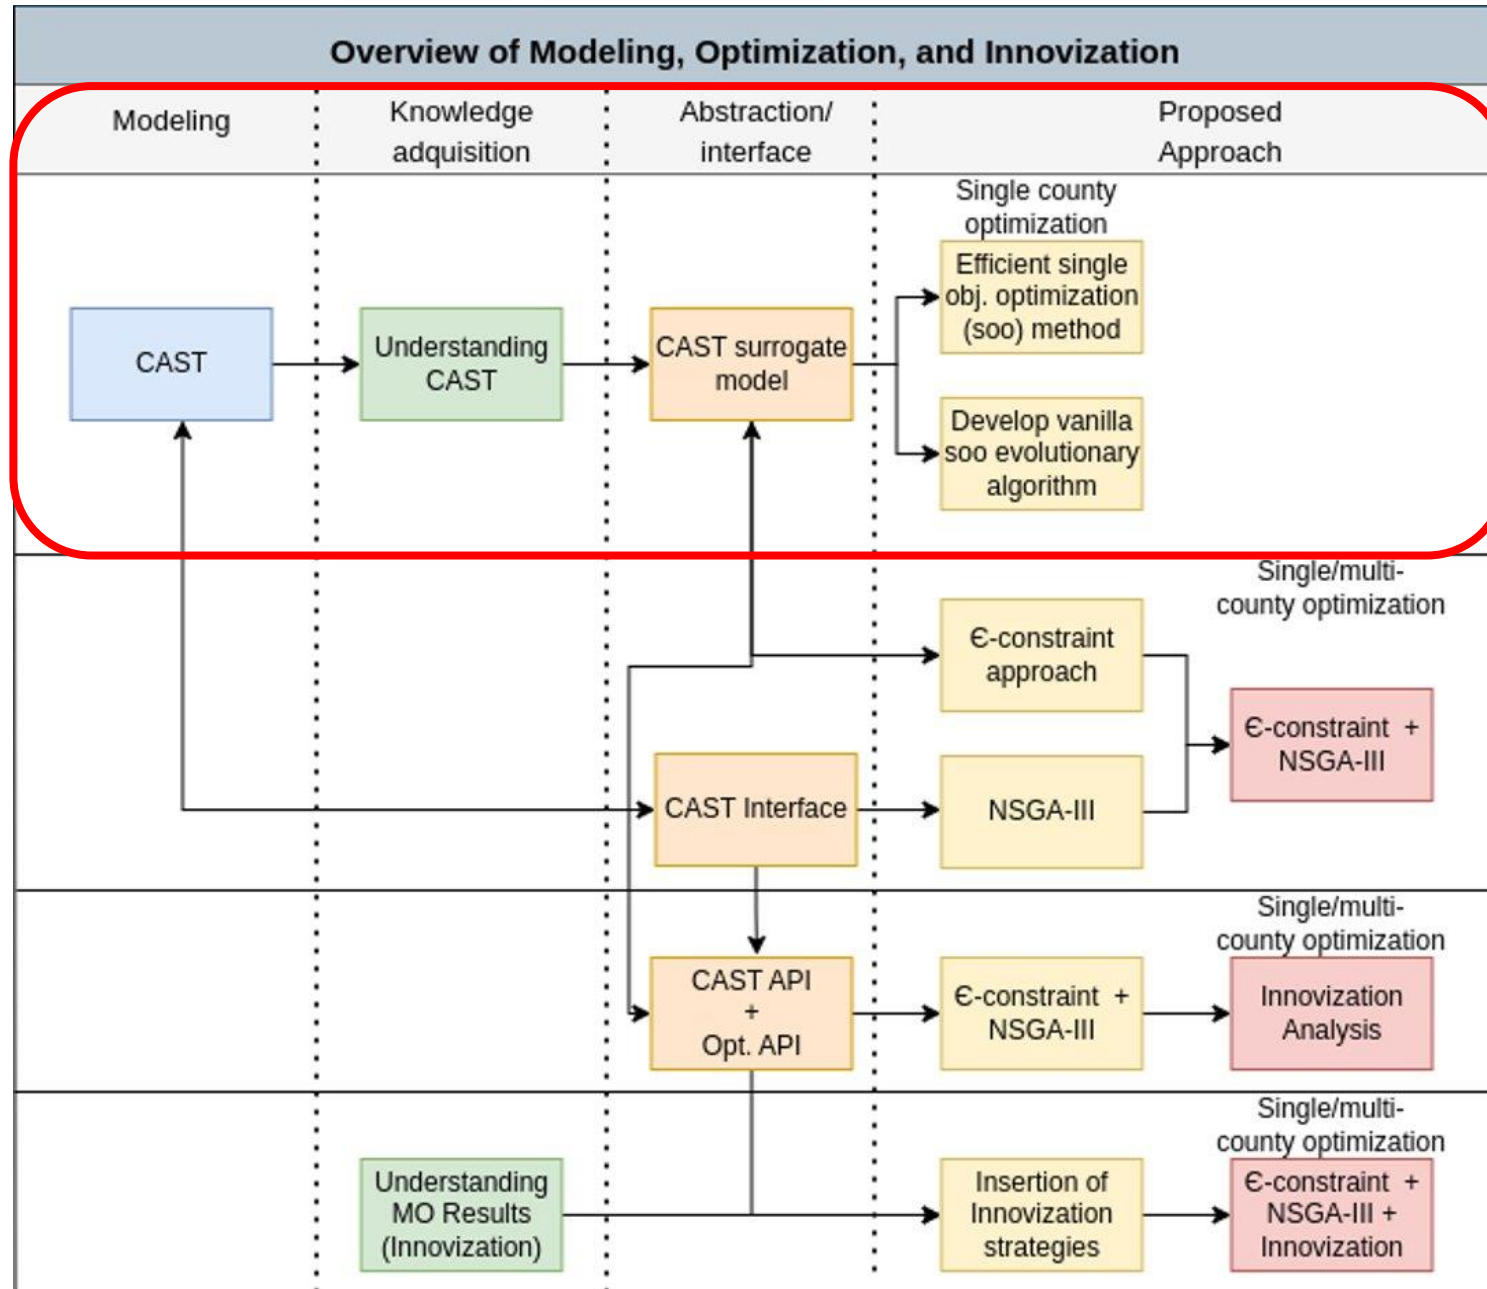 Overview of Modeling, Optimization, and Innovization
Modeling
Knowledge
adquisition
Abstraction/
interface
Proposed
Approach
Single county
optimization
CAST
Understanding
CAST
CAST surrogate
model
Efficient single
obj. optimization
(soo) method
Develop vanilla
soo evolutionary
algorithm
Single/multi-
county optimization
Є-constraint
approach
Є-constraint +
NSGA-III
CAST Interface
NSGA-III
Single/multi-
county optimization
CAST API
+
Opt. API
Є-constraint +
NSGA-III
Innovization
Analysis
Single/multi-
county optimization
Understanding
MO Results
(Innovization)
Insertion of
Innovization
strategies
Є-constraint +
NSGA-III +
Innovization